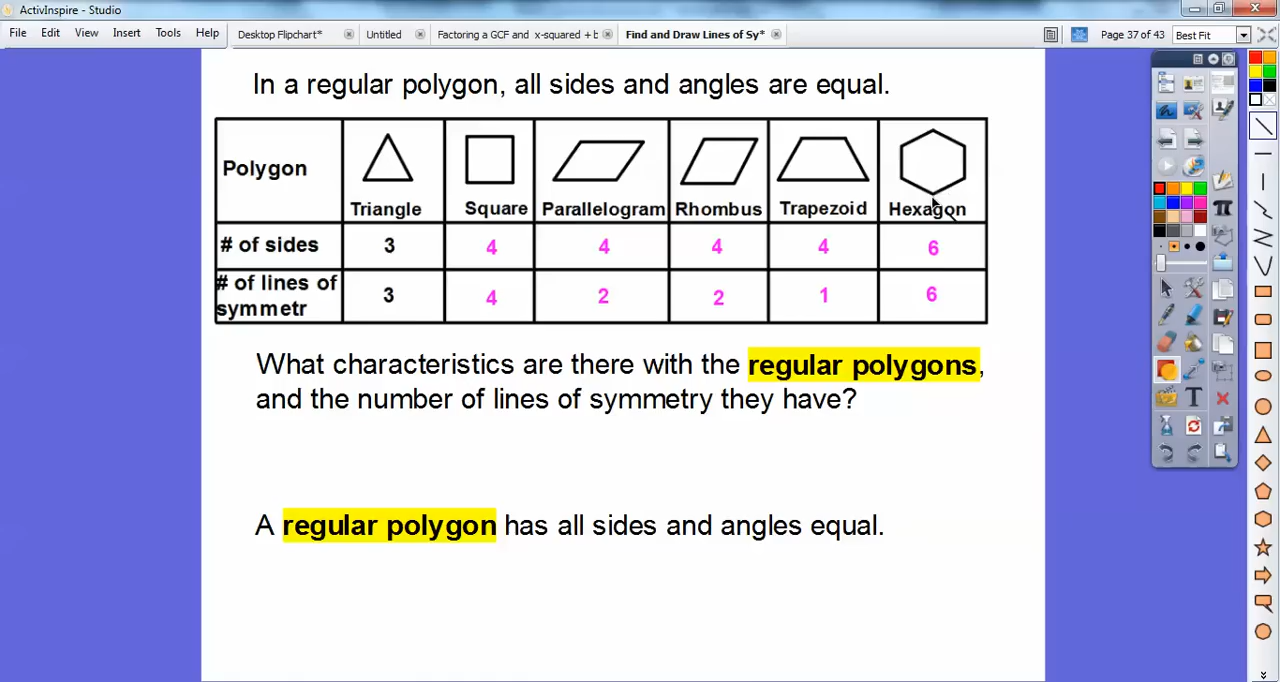 ActivInspire - Studio
File Edit View Insert Tools Help
Desktop Flipchart* Untitled Factoring a GCF and x-squared + b Find and Draw Lines of Sy*
Page 37 of 43 Best Fit
In a regular polygon, all sides and angles are equal.
Polygon Triangle Square Parallelogram Rhombus Trapezoid Hexagon
# of sides 3 4 4 4 4 6
# of lines of
symmetr 3 4 2 2 1 6
What characteristics are there with the regular polygons,
and the number of lines of symmetry they have?
A regular polygon has all sides and angles equal.